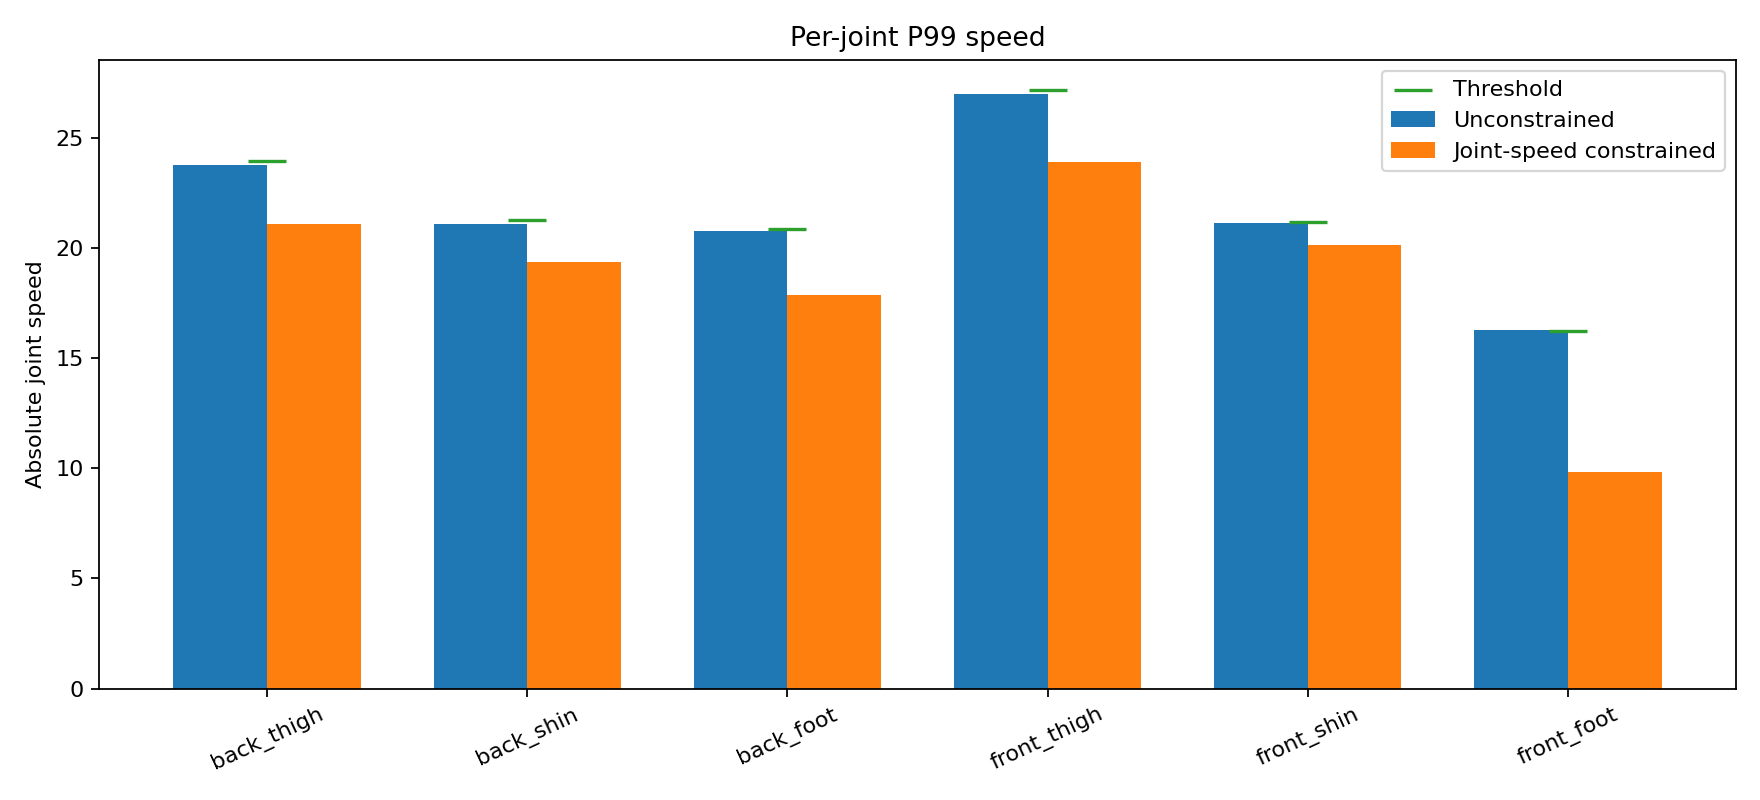 Per-joint P99 speed
Threshold
Unconstrained
Joint-speed constrained
Absolute joint speed
25
20
15
10
5
0
back_thigh
back_shin
back_foot
front_thigh
front_shin
front_foot